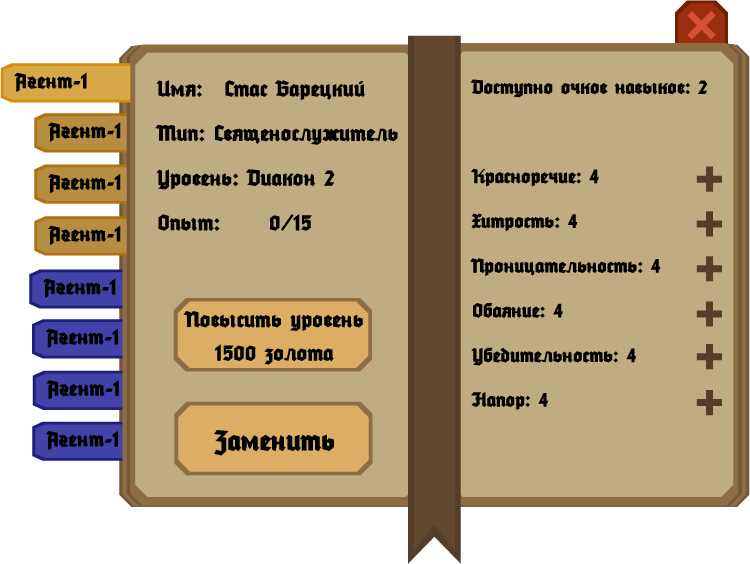 Агент-1
Агент-1
Агент-1
Агент-1
Агент-1
Агент-1
Агент-1
Агент-1
Имя: Стас Барецкий
Тип: Священослужитель
Уровень: Диакон 2
Опыт: 0/15
Повысить уровень
1500 золота
Заменить
Доступно очков навыков: 2
Красноречие: 4
Хитрость: 4
Проницательность: 4
Обаяние: 4
Убедительность: 4
Напор: 4